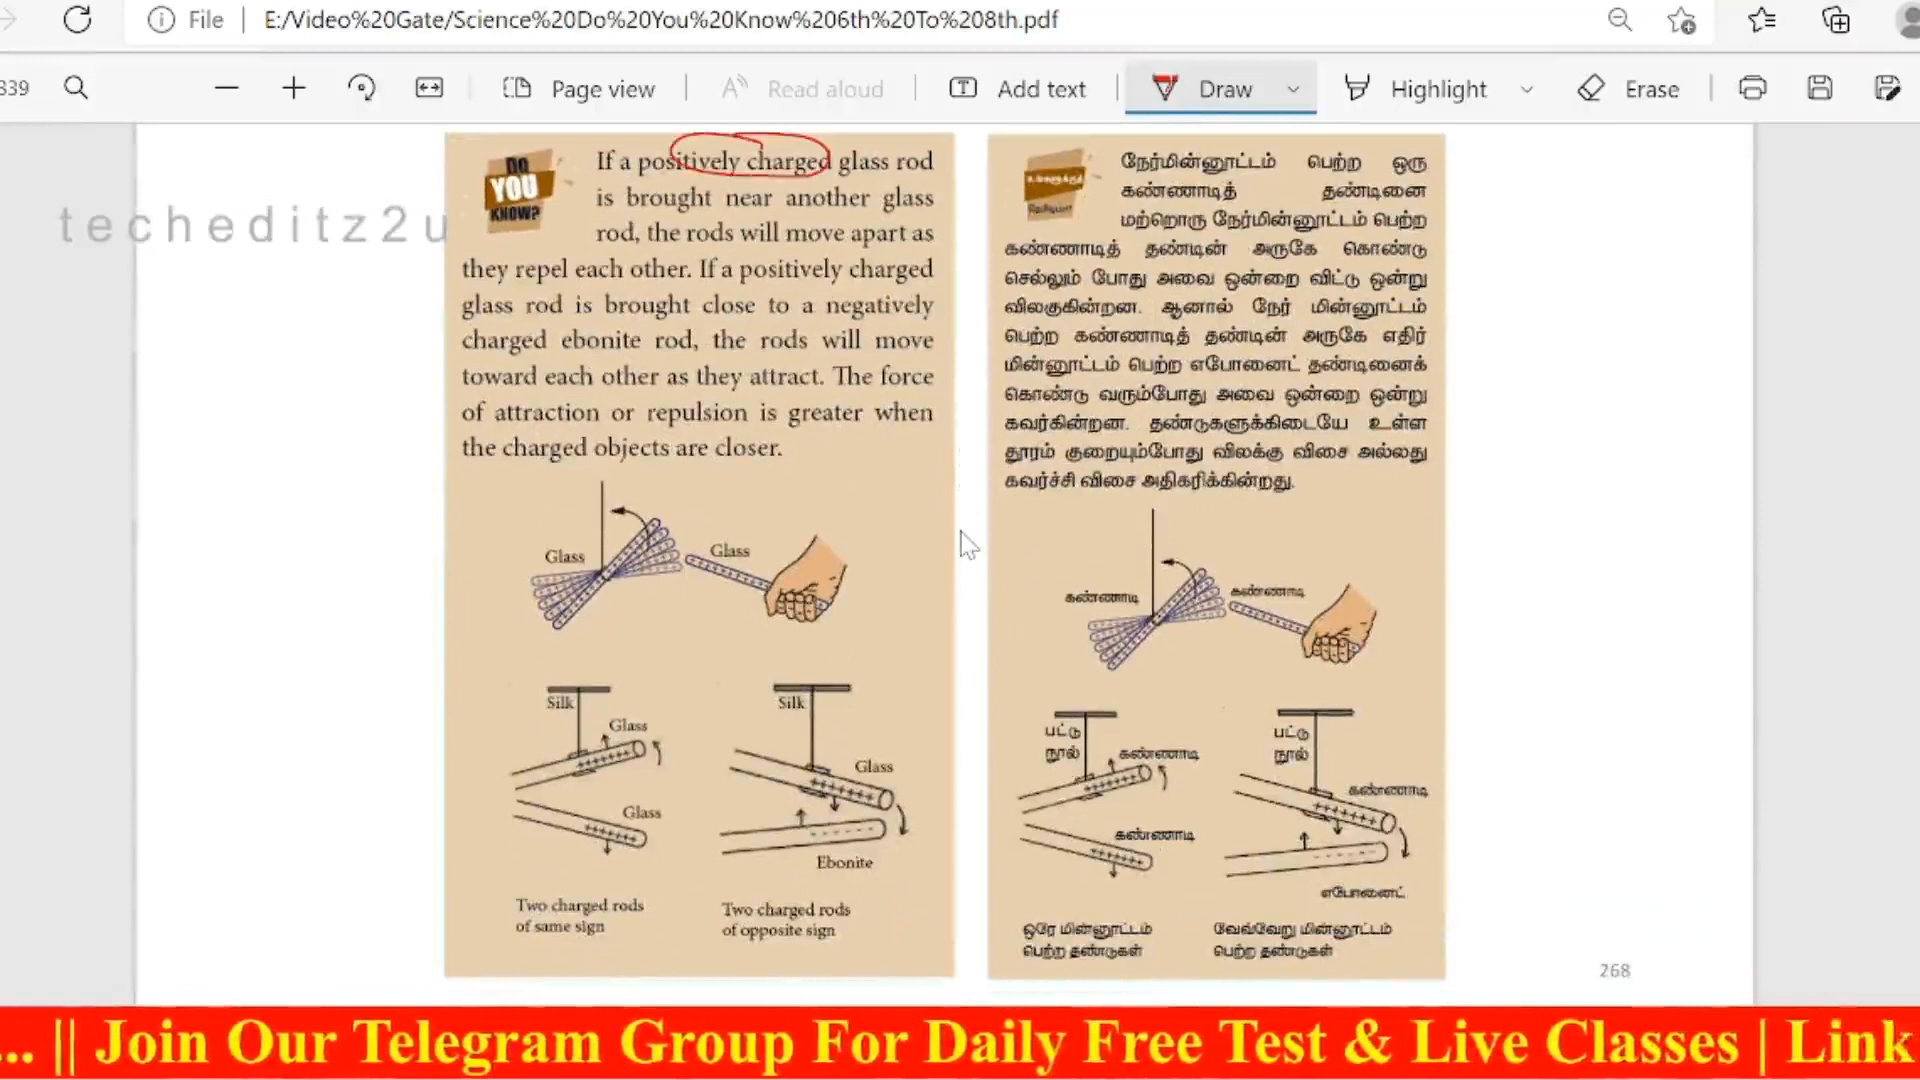 File
E:/Video%20Gate/Science%20Do%20You%20Know%206th%20To%208th.pdf
339
Page view
Read aloud
Add text
Draw
Highlight
Erase
techeditz2u
DO
YOU
KNOW?
If a positively charged glass rod
is brought near another glass
rod, the rods will move apart as
they repel each other. If a positively charged
glass rod is brought close to a negatively
charged ebonite rod, the rods will move
toward each other as they attract. The force
of attraction or repulsion is greater when
the charged objects are closer.
Glass
Glass
Silk
Glass
Glass
Silk
Glass
Ebonite
Two charged rods
of same sign
Two charged rods
of opposite sign
நேர்மின்னூட்டம் பெற்ற ஒரு
கண்ணாடித் தண்டினை
மற்றொரு நேர்மின்னூட்டம் பெற்ற
கண்ணாடித் தண்டின் அருகே கொண்டு
செல்லும் போது அவை ஒன்றை விட்டு ஒன்று
விலகுகின்றன. ஆனால் நேர் மின்னூட்டம்
பெற்ற கண்ணாடித் தண்டின் அருகே எதிர்
மின்னூட்டம் பெற்ற எபோனைட் தண்டினைக்
கொண்டு வரும்போது அவை ஒன்றை ஒன்று
கவர்கின்றன. தண்டுகளுக்கிடையே உள்ள
தூரம் குறையும்போது விலக்கு விசை அல்லது
கவர்ச்சி விசை அதிகரிக்கின்றது.
கண்ணாடி
கண்ணாடி
பட்டு
நூல்
கண்ணாடி
கண்ணாடி
பட்டு
நூல்
கண்ணாடி
எபோனைட்
ஒரே மின்னூட்டம்
பெற்ற தண்டுகள்
வேவ்வேறு மின்னூட்டம்
பெற்ற தண்டுகள்
268
... || Join Our Telegram Group For Daily Free Test & Live Classes | Link